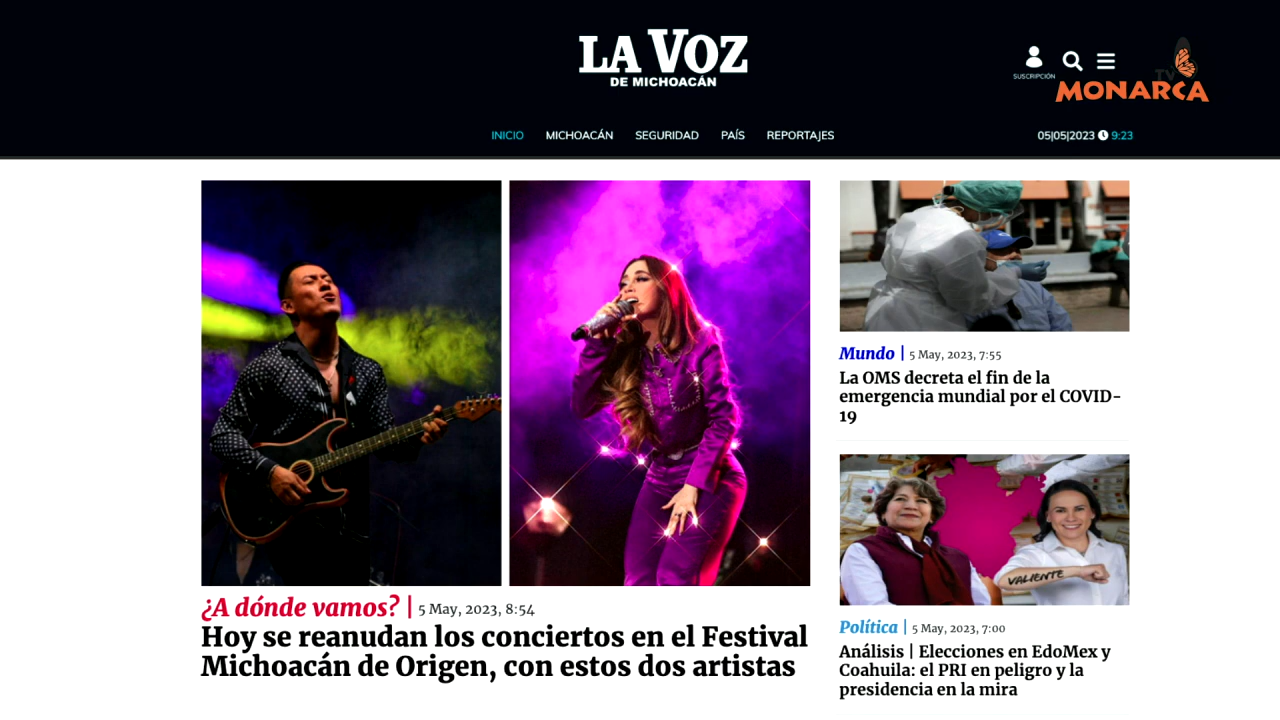 LA VOZ
DE MICHOACÁN
SUSCRIPCIÓN
TV
MONARCA
INICIO MICHOACÁN SEGURIDAD PAÍS REPORTAJES
05|05|2023 9:23
¿A dónde vamos? | 5 May, 2023, 8:54
Hoy se reanudan los conciertos en el Festival
Michoacán de Origen, con estos dos artistas
Mundo | 5 May, 2023, 7:55
La OMS decreta el fin de la
emergencia mundial por el COVID-
19
VALIENTE
Política | 5 May, 2023, 7:00
Análisis | Elecciones en EdoMex y
Coahuila: el PRI en peligro y la
presidencia en la mira